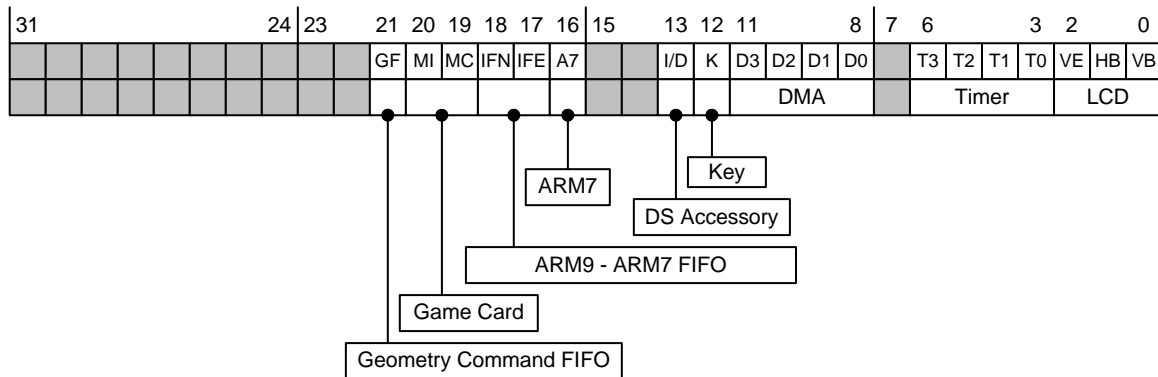 31 24 23 21 20 19 18 17 16 15 13 12 11 8 7 6 3 2 0
GF MI MC IFN IFE A7 I/D K D3 D2 D1 D0 T3 T2 T1 T0 VE HB VB
DMA Timer LCD
Key
ARM7
DS Accessory
ARM9 - ARM7 FIFO
Game Card
Geometry Command FIFO